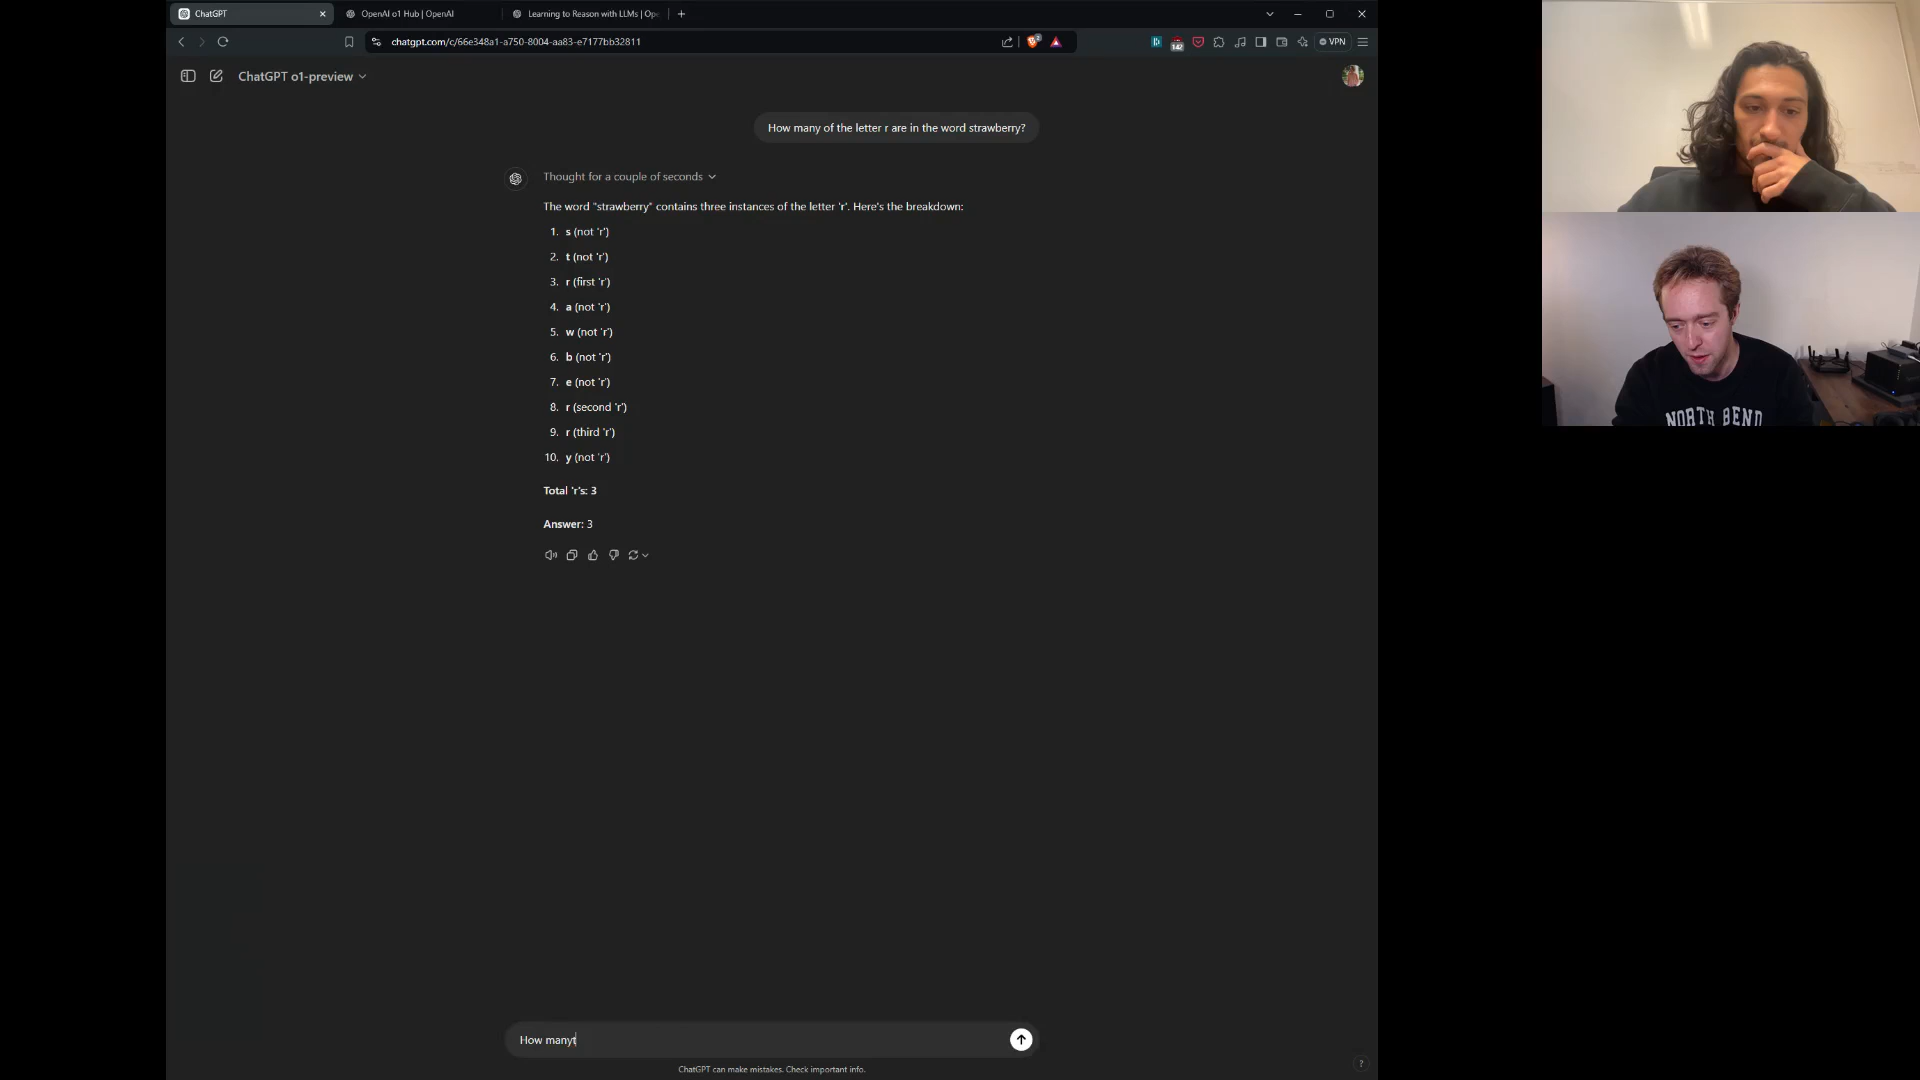 ChatGPT
OpenAI o1 Hub | OpenAI
Learning to Reason with LLMs | Ope
chatgpt.com/c/66e348a1-a750-8004-aa83-e7177bb32811
2
142
VPN
ChatGPT o1-preview
How many of the letter r are in the word strawberry?
Thought for a couple of seconds
The word "strawberry" contains three instances of the letter 'r'. Here's the breakdown:
1. s (not 'r')
2. t (not 'r')
3. r (first 'r')
4. a (not 'r')
5. w (not 'r')
6. b (not 'r')
7. e (not 'r')
8. r (second 'r')
9. r (third 'r')
10. y (not 'r')
Total 'r's: 3
Answer: 3
How manyt
ChatGPT can make mistakes. Check important info.
?
NORTH BEND